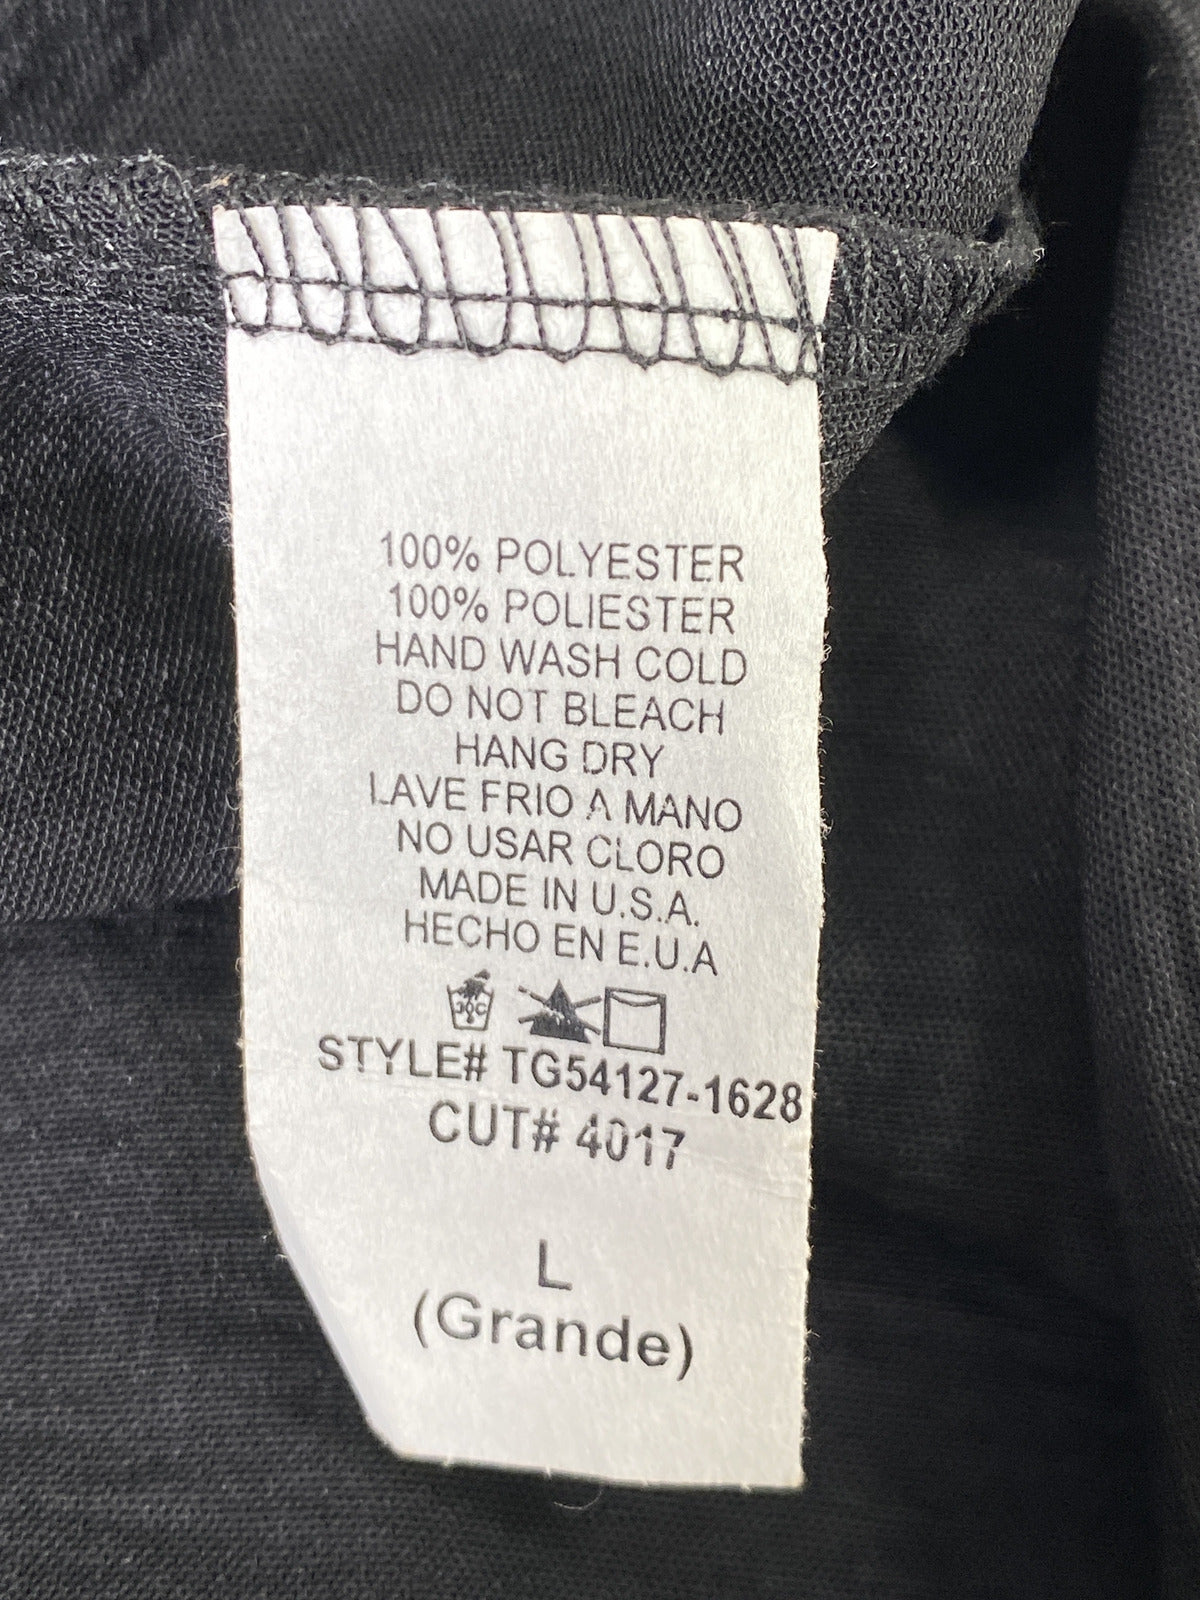 100% POLYESTER
100% POLIESTER
HAND WASH COLD
DO NOT BLEACH
HANG DRY
LAVE FRIO A MANO
NO USAR CLORO
MADE IN U.S.A.
HECHO EN E.U.A
STYLE# TG54127-1628
CUT# 4017
L
(Grande)